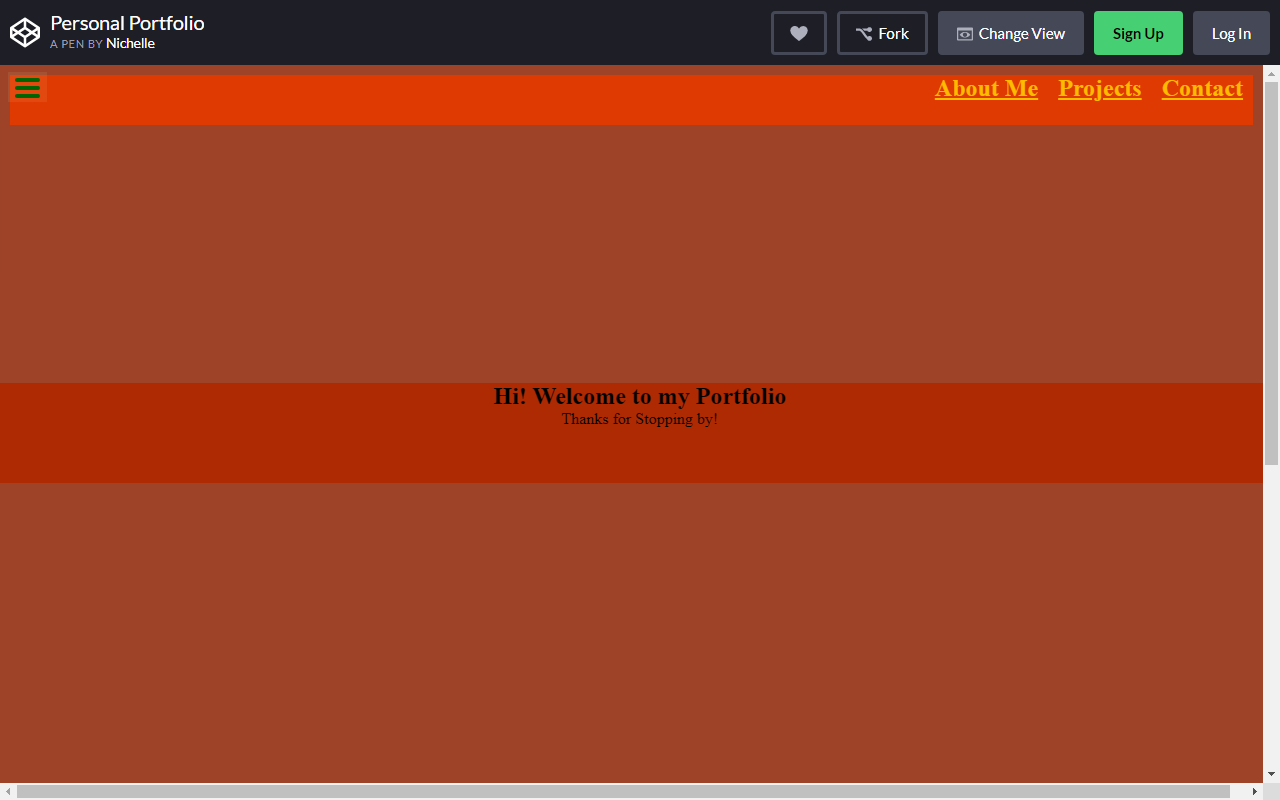 Personal Portfolio
A PEN BY Nichelle
Fork
Change View
Sign Up
Log In
About Me Projects Contact
Hi! Welcome to my Portfolio
Thanks for Stopping by!